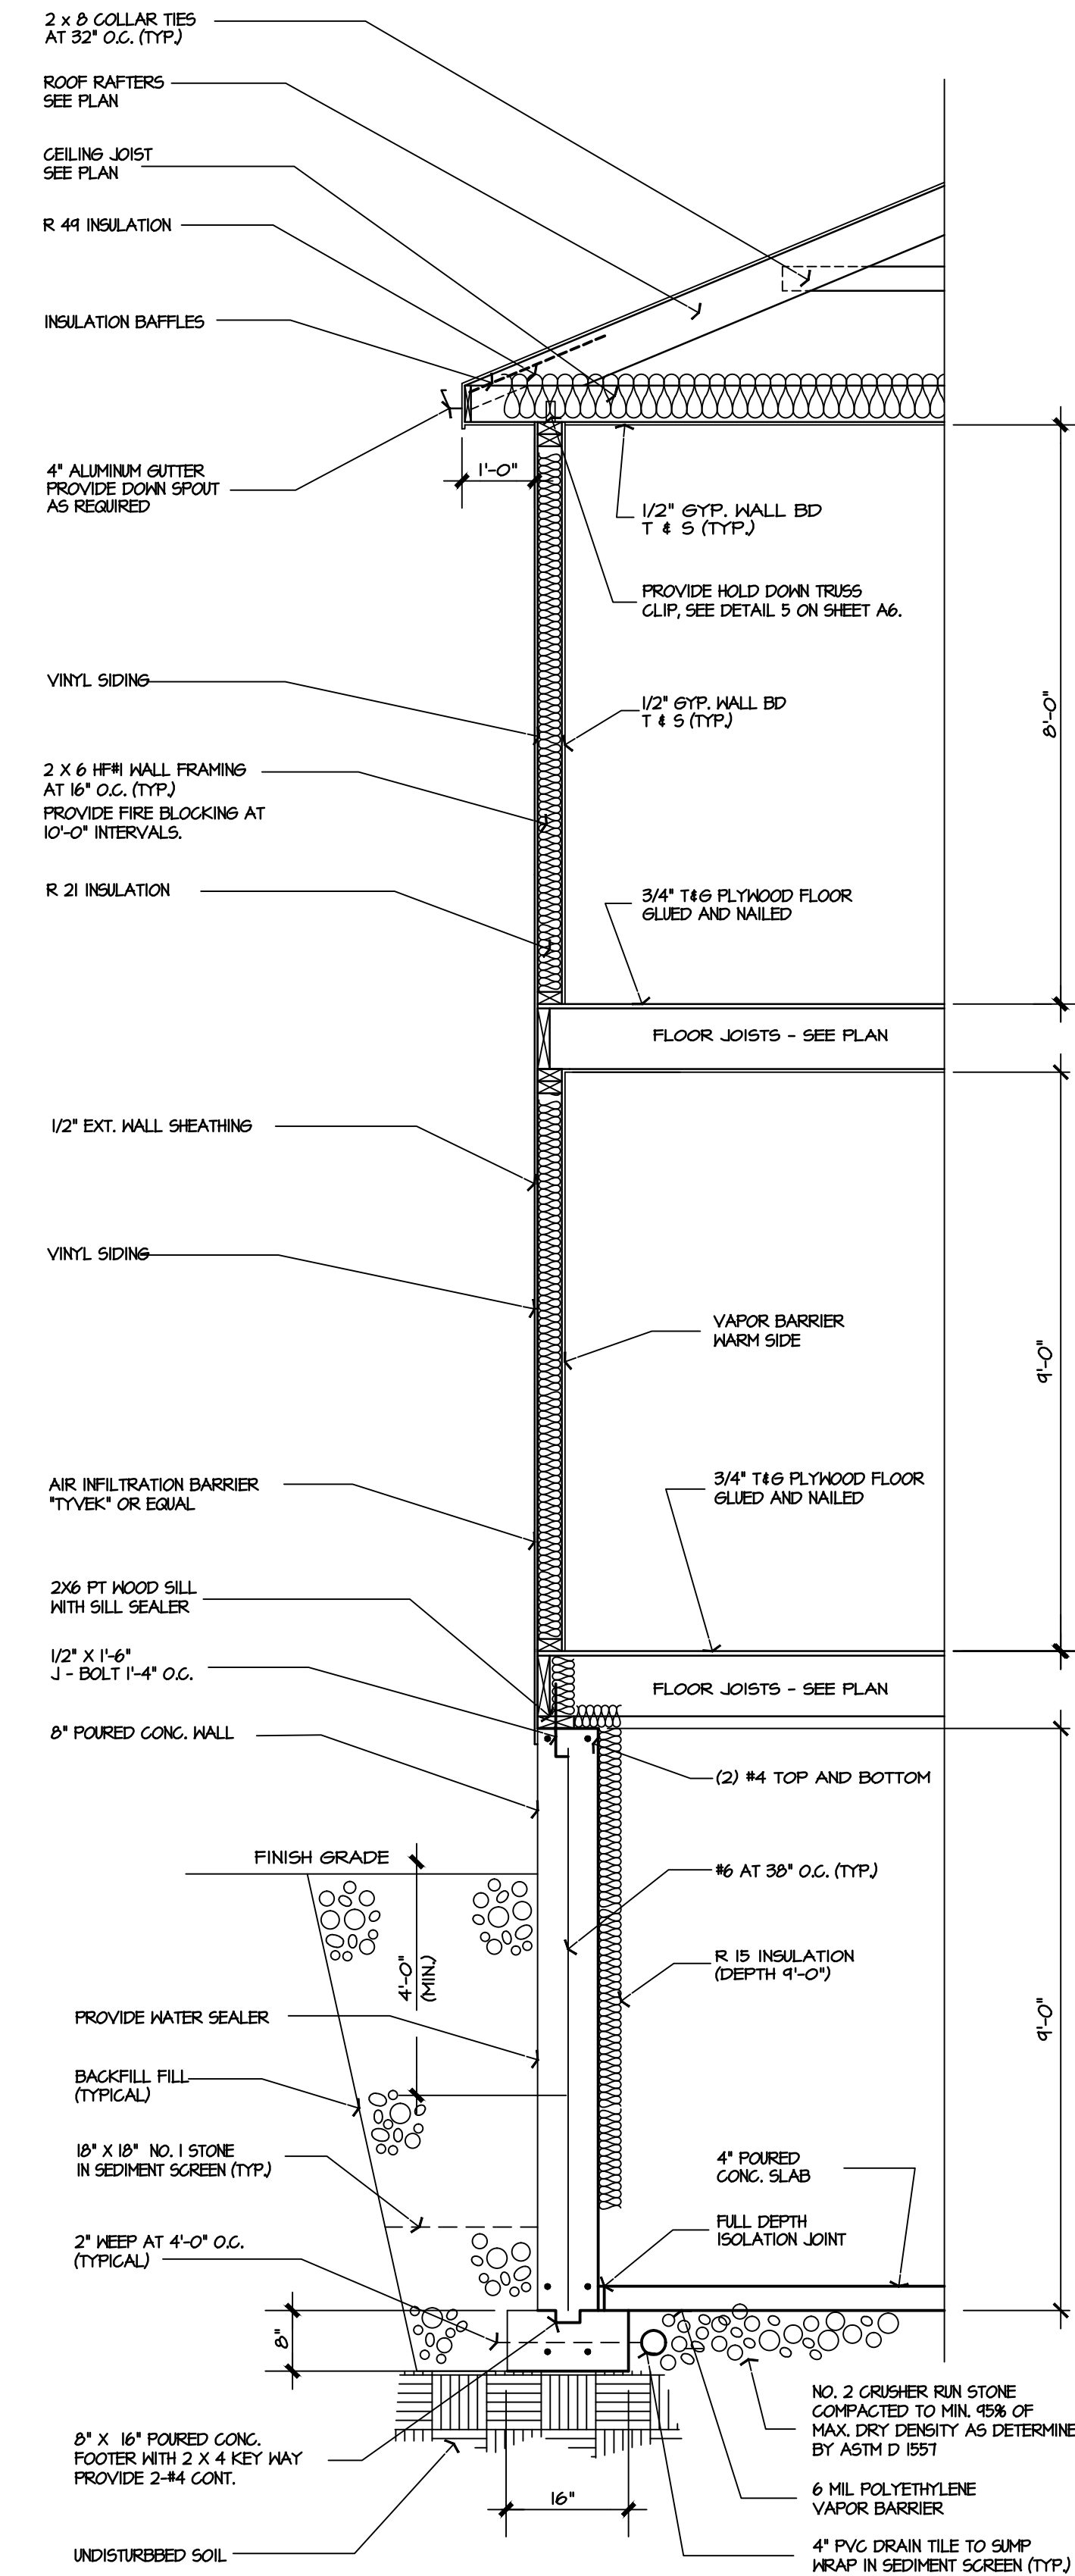 2 x 8 COLLAR TIES
AT 32" O.C. (TYP.)
ROOF RAFTERS
SEE PLAN
CEILING JOIST
SEE PLAN
R 49 INSULATION
INSULATION BAFFLES
4" ALUMINUM GUTTER
PROVIDE DOWN SPOUT
AS REQUIRED
1'-0"
1/2" GYP. WALL BD
T & S (TYP.)
PROVIDE HOLD DOWN TRUSS
CLIP, SEE DETAIL 5 ON SHEET A6.
VINYL SIDING
1/2" GYP. WALL BD
T & S (TYP.)
8'-0"
2 X 6 HF#1 WALL FRAMING
AT 16" O.C. (TYP.)
PROVIDE FIRE BLOCKING AT
10'-0" INTERVALS.
R 21 INSULATION
3/4" T&G PLYWOOD FLOOR
GLUED AND NAILED
FLOOR JOISTS - SEE PLAN
1/2" EXT. WALL SHEATHING
VINYL SIDING
VAPOR BARRIER
WARM SIDE
9'-0"
AIR INFILTRATION BARRIER
"TYVEK" OR EQUAL
3/4" T&G PLYWOOD FLOOR
GLUED AND NAILED
2X6 PT WOOD SILL
WITH SILL SEALER
1/2" X 1'-6"
J - BOLT 1'-4" O.C.
FLOOR JOISTS - SEE PLAN
8" POURED CONC. WALL
(2) #4 TOP AND BOTTOM
FINISH GRADE
#6 AT 38" O.C. (TYP.)
4'-0"
(MIN.)
R 15 INSULATION
(DEPTH 9'-0")
9'-0"
PROVIDE WATER SEALER
BACKFILL FILL
(TYPICAL)
18" X 18" NO. 1 STONE
IN SEDIMENT SCREEN (TYP.)
4" POURED
CONC. SLAB
FULL DEPTH
ISOLATION JOINT
2" WEEP AT 4'-0" O.C.
(TYPICAL)
8"
8" X 16" POURED CONC.
FOOTER WITH 2 X 4 KEY WAY
PROVIDE 2-#4 CONT.
16"
NO. 2 CRUSHER RUN STONE
COMPACTED TO MIN. 95% OF
MAX. DRY DENSITY AS DETERMINE
BY ASTM D 1557
6 MIL POLYETHYLENE
VAPOR BARRIER
UNDISTURBBED SOIL
4" PVC DRAIN TILE TO SUMP
WRAP IN SEDIMENT SCREEN (TYP.)